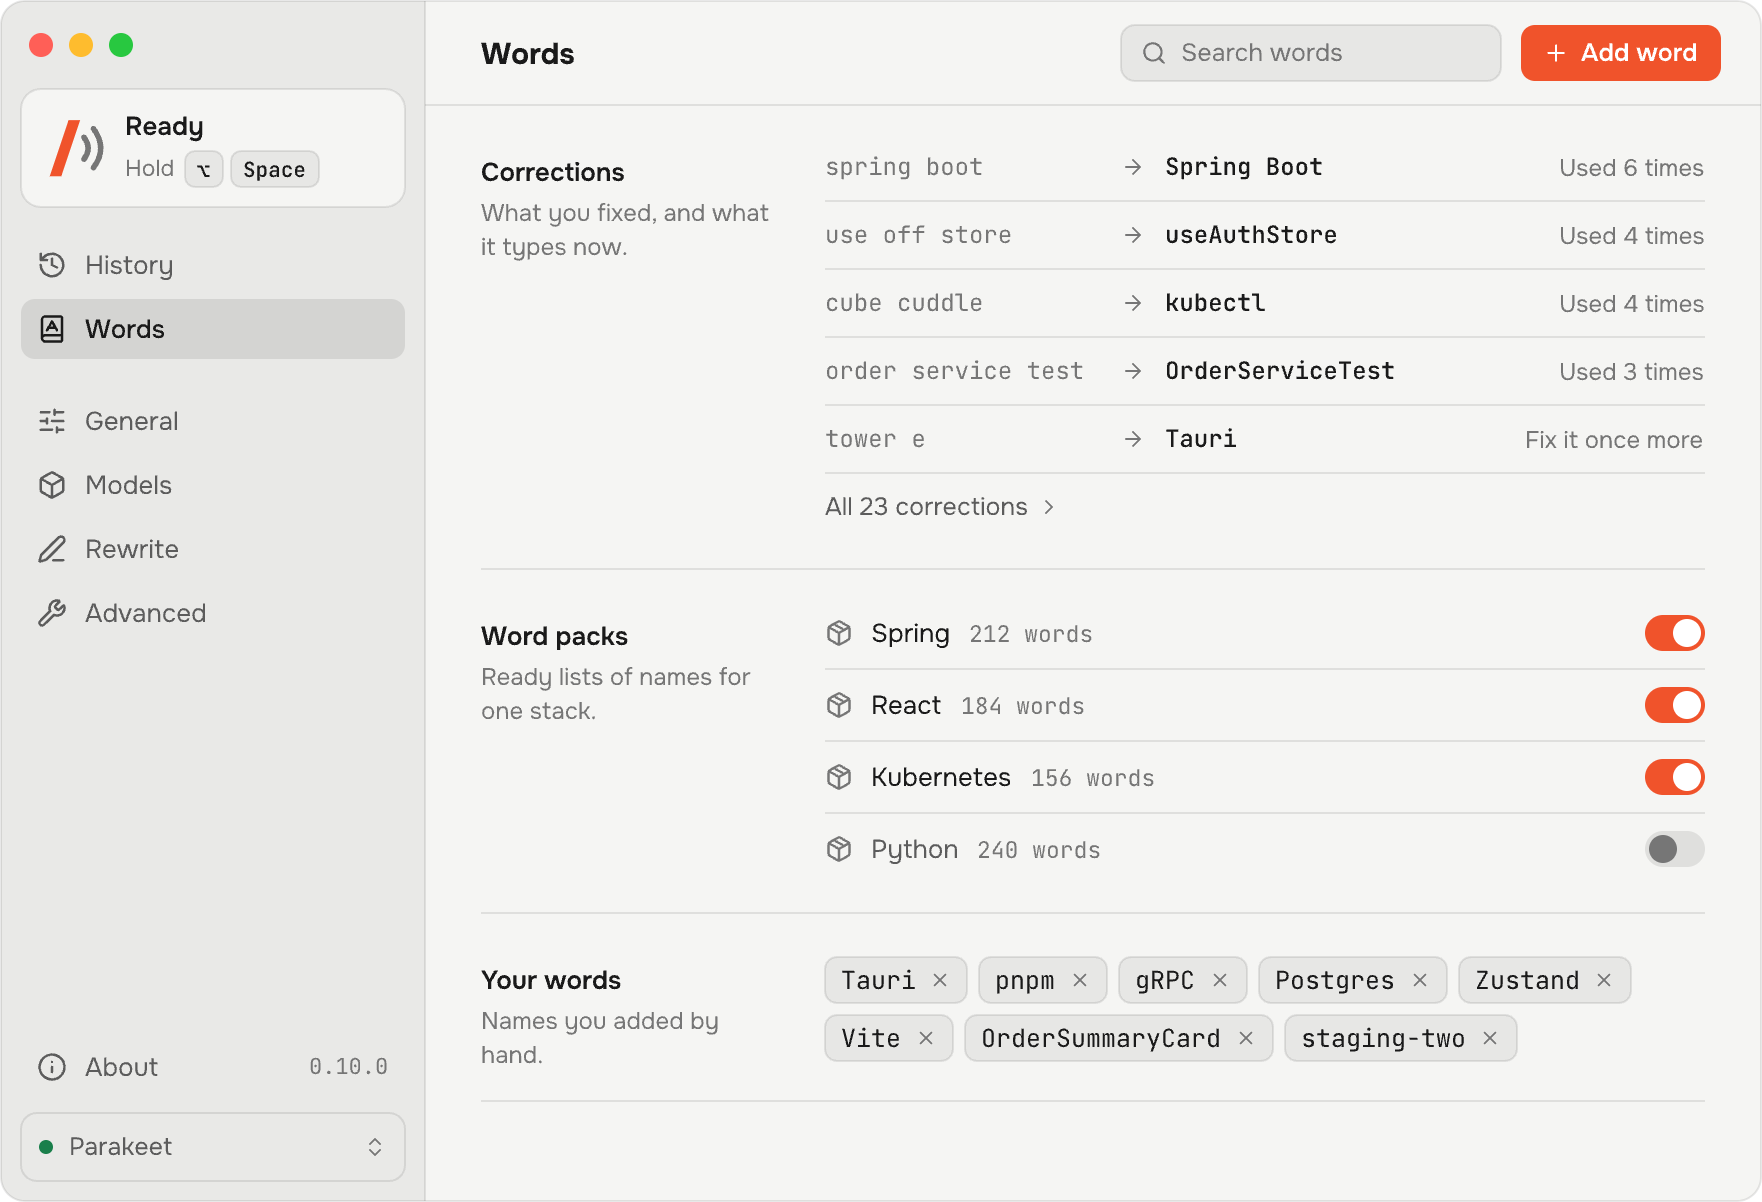 Words
Search words
+ Add word
Ready
Hold ⌥ Space
History
Words
General
Models
Rewrite
Advanced
About 0.10.0
Parakeet
Corrections
What you fixed, and what
it types now.
spring boot → Spring Boot Used 6 times
use off store → useAuthStore Used 4 times
cube cuddle → kubectl Used 4 times
order service test → OrderServiceTest Used 3 times
tower e → Tauri Fix it once more
All 23 corrections >
Word packs
Ready lists of names for
one stack.
Spring 212 words
React 184 words
Kubernetes 156 words
Python 240 words
Your words
Names you added by
hand.
Tauri × pnpm × gRPC × Postgres × Zustand ×
Vite × OrderSummaryCard × staging-two ×